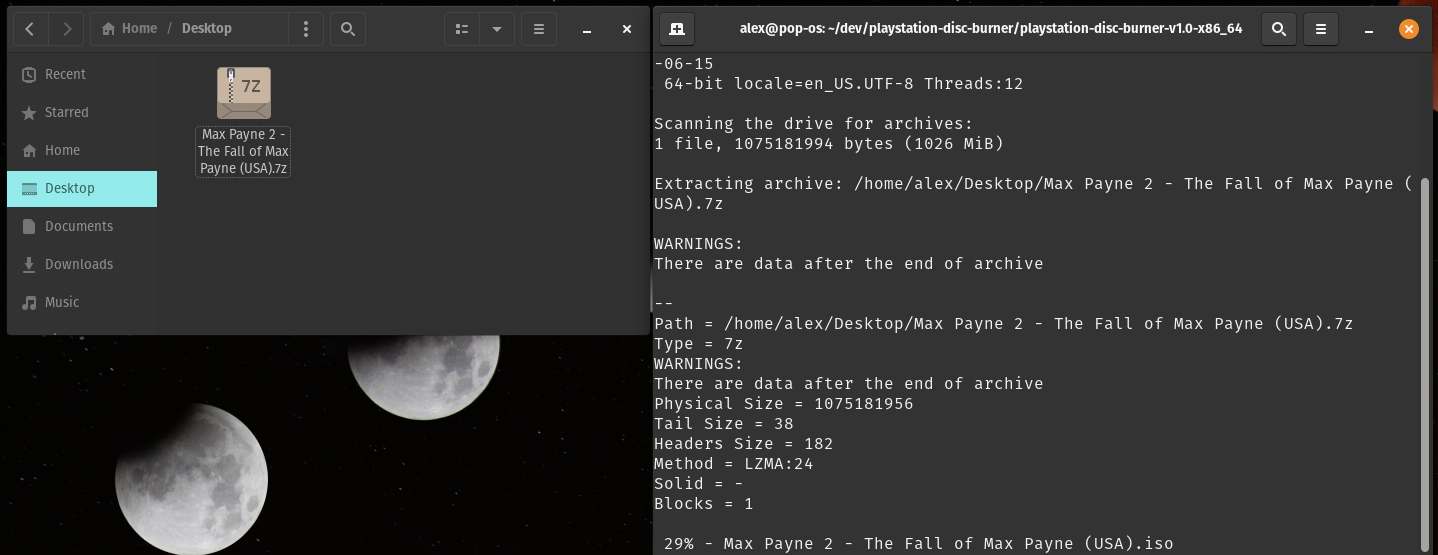 Home / Desktop
Recent
Starred
Home
Desktop
Documents
Downloads
Music
7Z
Max Payne 2 -
The Fall of Max
Payne (USA).7z
alex@pop-os: ~/dev/playstation-disc-burner/playstation-disc-burner-v1.0-x86_64
-06-15
64-bit locale=en_US.UTF-8 Threads:12
Scanning the drive for archives:
1 file, 1075181994 bytes (1026 MiB)
Extracting archive: /home/alex/Desktop/Max Payne 2 - The Fall of Max Payne (
USA).7z
WARNINGS:
There are data after the end of archive
--
Path = /home/alex/Desktop/Max Payne 2 - The Fall of Max Payne (USA).7z
Type = 7z
WARNINGS:
There are data after the end of archive
Physical Size = 1075181956
Tail Size = 38
Headers Size = 182
Method = LZMA:24
Solid = -
Blocks = 1
29% - Max Payne 2 - The Fall of Max Payne (USA).iso